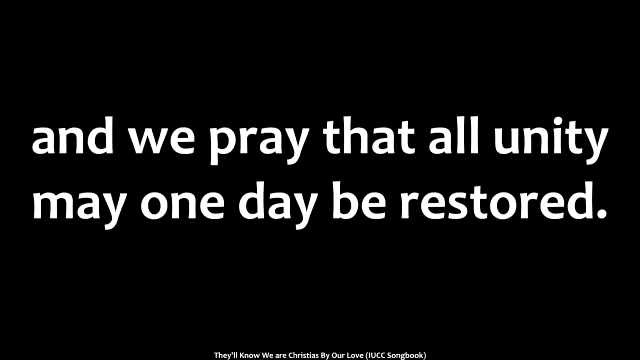 and we pray that all unity
may one day be restored.
They'll Know We are Christias By Our Love (IUCC Songbook)